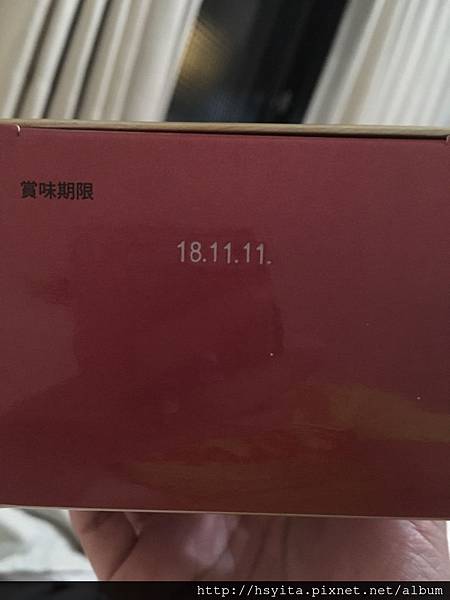 賞味期限
18.11.11.
http://hsyita.pixnet.net/album